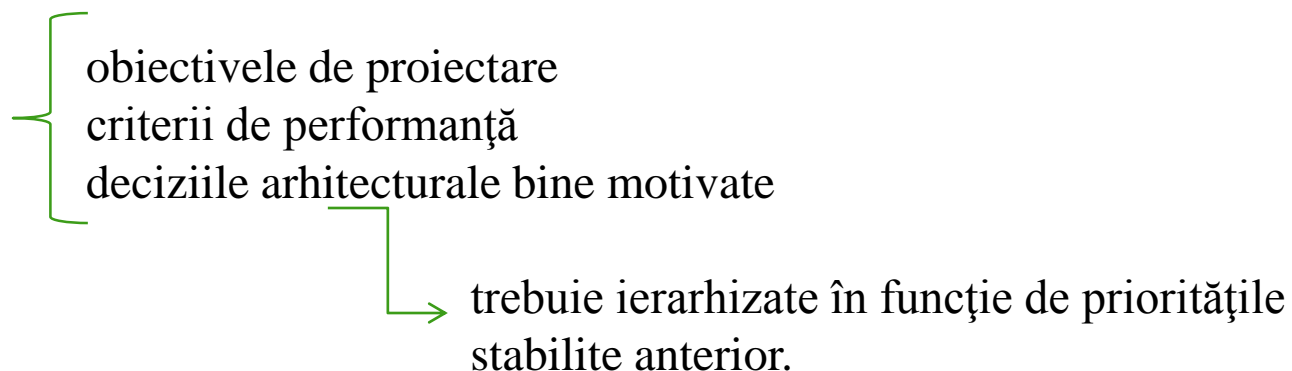 obiectivele de proiectare
criterii de performanţă
deciziile arhitecturale bine motivate
trebuie ierarhizate în funcţie de priorităţile
stabilite anterior.